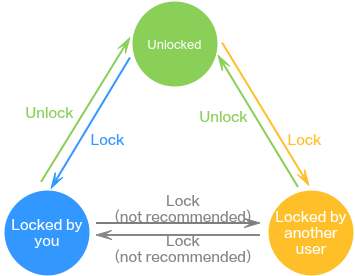 Unlocked
Unlock
Lock
Unlock
Lock
Locked by
you
Lock
(not recommended)
Lock
(not recommended)
Locked by
another
user